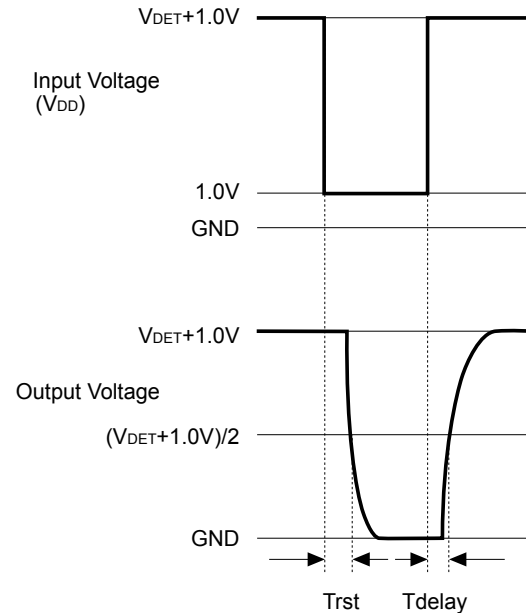 VDET+1.0V
Input Voltage
(VDD)
1.0V
GND
VDET+1.0V
Output Voltage
(VDET+1.0V)/2
GND
Trst Tdelay